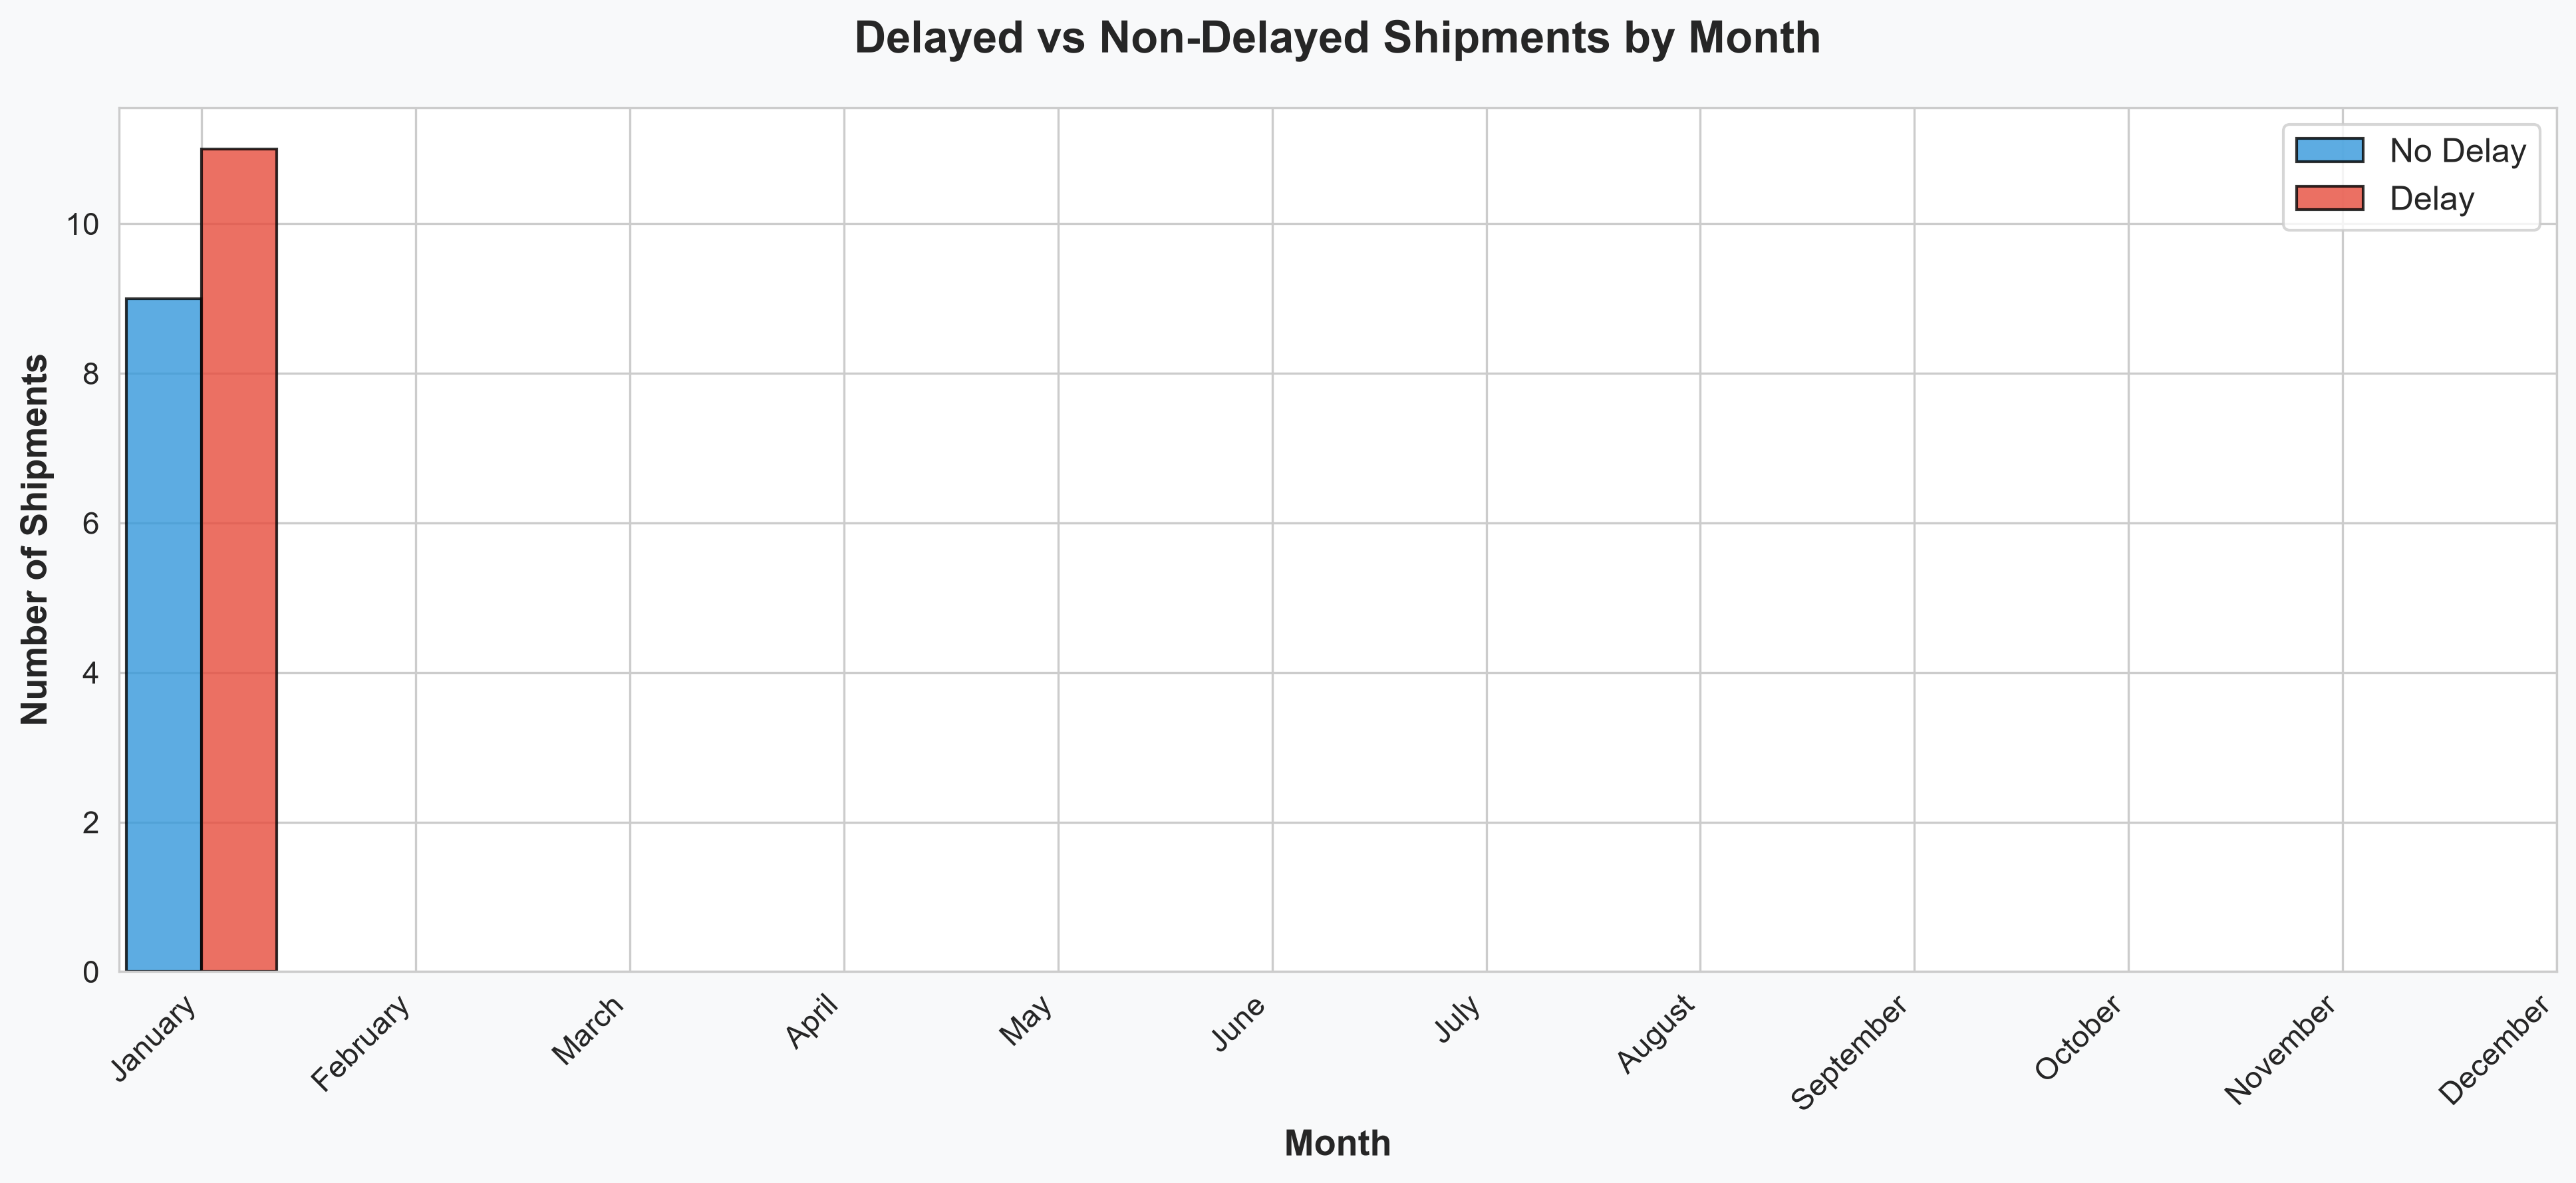 Delayed vs Non-Delayed Shipments by Month
No Delay
Delay
Number of Shipments
10
8
6
4
2
0
January
February
March
April
May
June
July
August
September
October
November
December
Month